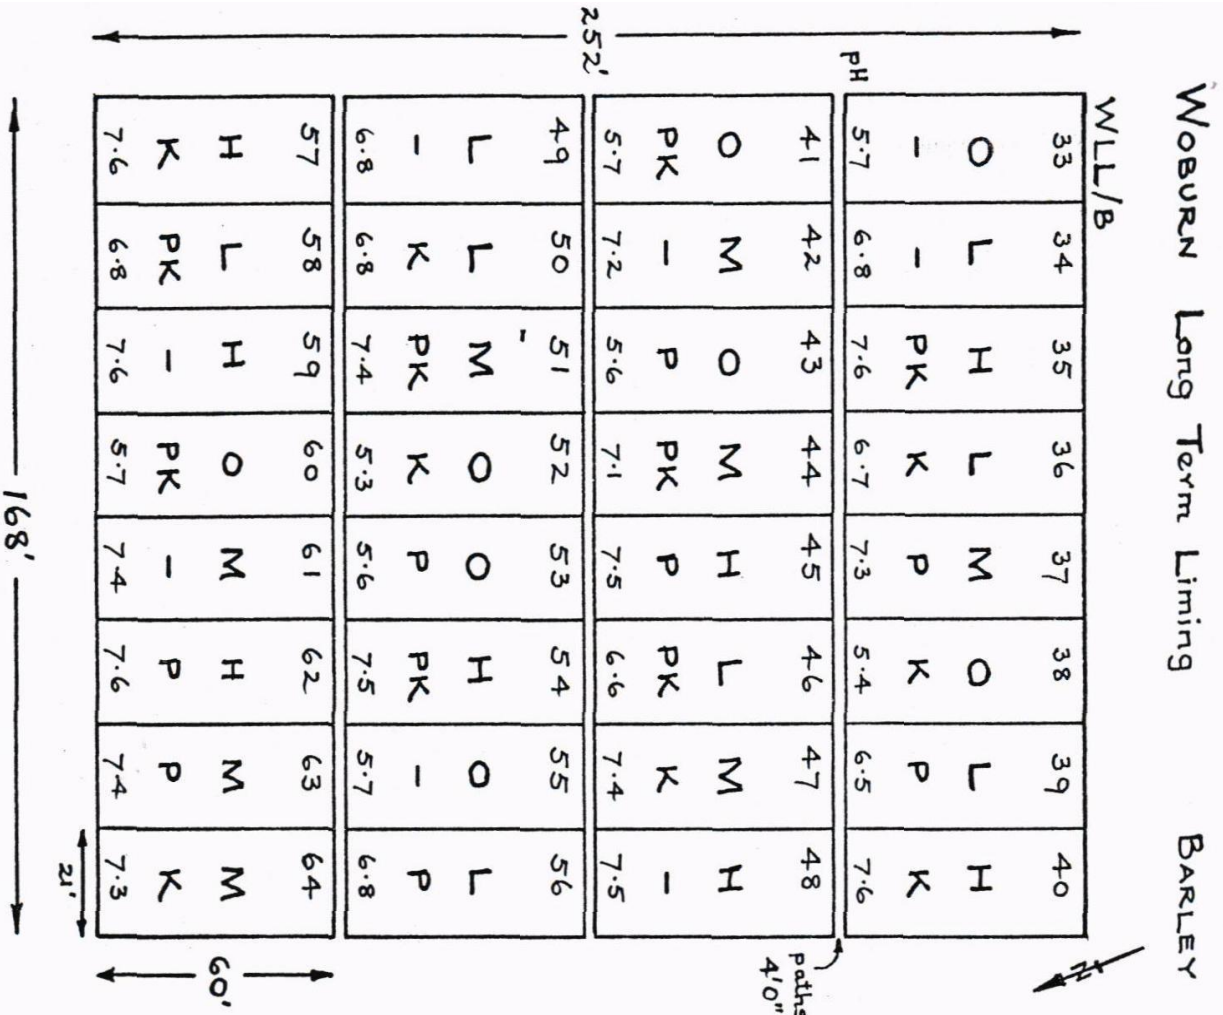 WOBURN Long Term Liming BARLEY
WLL/B
N
33 34 35 36 37 38 39 40
O L H L M O L H
- - PK K P K P K
pH 5.7 6.8 7.6 6.7 7.3 5.4 6.5 7.6
paths 4'0"
41 42 43 44 45 46 47 48
O M O M H L M H
PK - P PK P PK K -
5.7 7.2 5.6 7.1 7.5 6.6 7.4 7.5
252'
49 50 51 52 53 54 55 56
L L M O O H O L
- K PK K P PK - P
6.8 6.8 7.4 5.3 5.6 7.5 5.7 6.8
57 58 59 60 61 62 63 64
H L H O M H M M
K PK - PK - P P K
7.6 6.8 7.6 5.7 7.4 7.6 7.4 7.3
60'
21'
168'